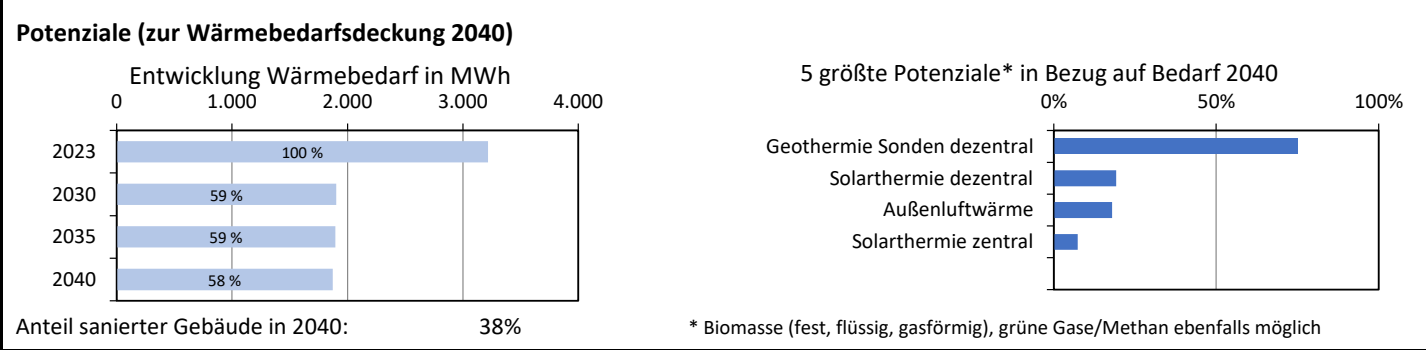 Potenziale (zur Wärmebedarfsdeckung 2040)
Entwicklung Wärmebedarf in MWh
0 1.000 2.000 3.000 4.000
2023 100 %
2030 59 %
2035 59 %
2040 58 %
Anteil sanierter Gebäude in 2040: 38%
5 größte Potenziale* in Bezug auf Bedarf 2040
0% 50% 100%
Geothermie Sonden dezentral
Solarthermie dezentral
Außenluftwärme
Solarthermie zentral
* Biomasse (fest, flüssig, gasförmig), grüne Gase/Methan ebenfalls möglich